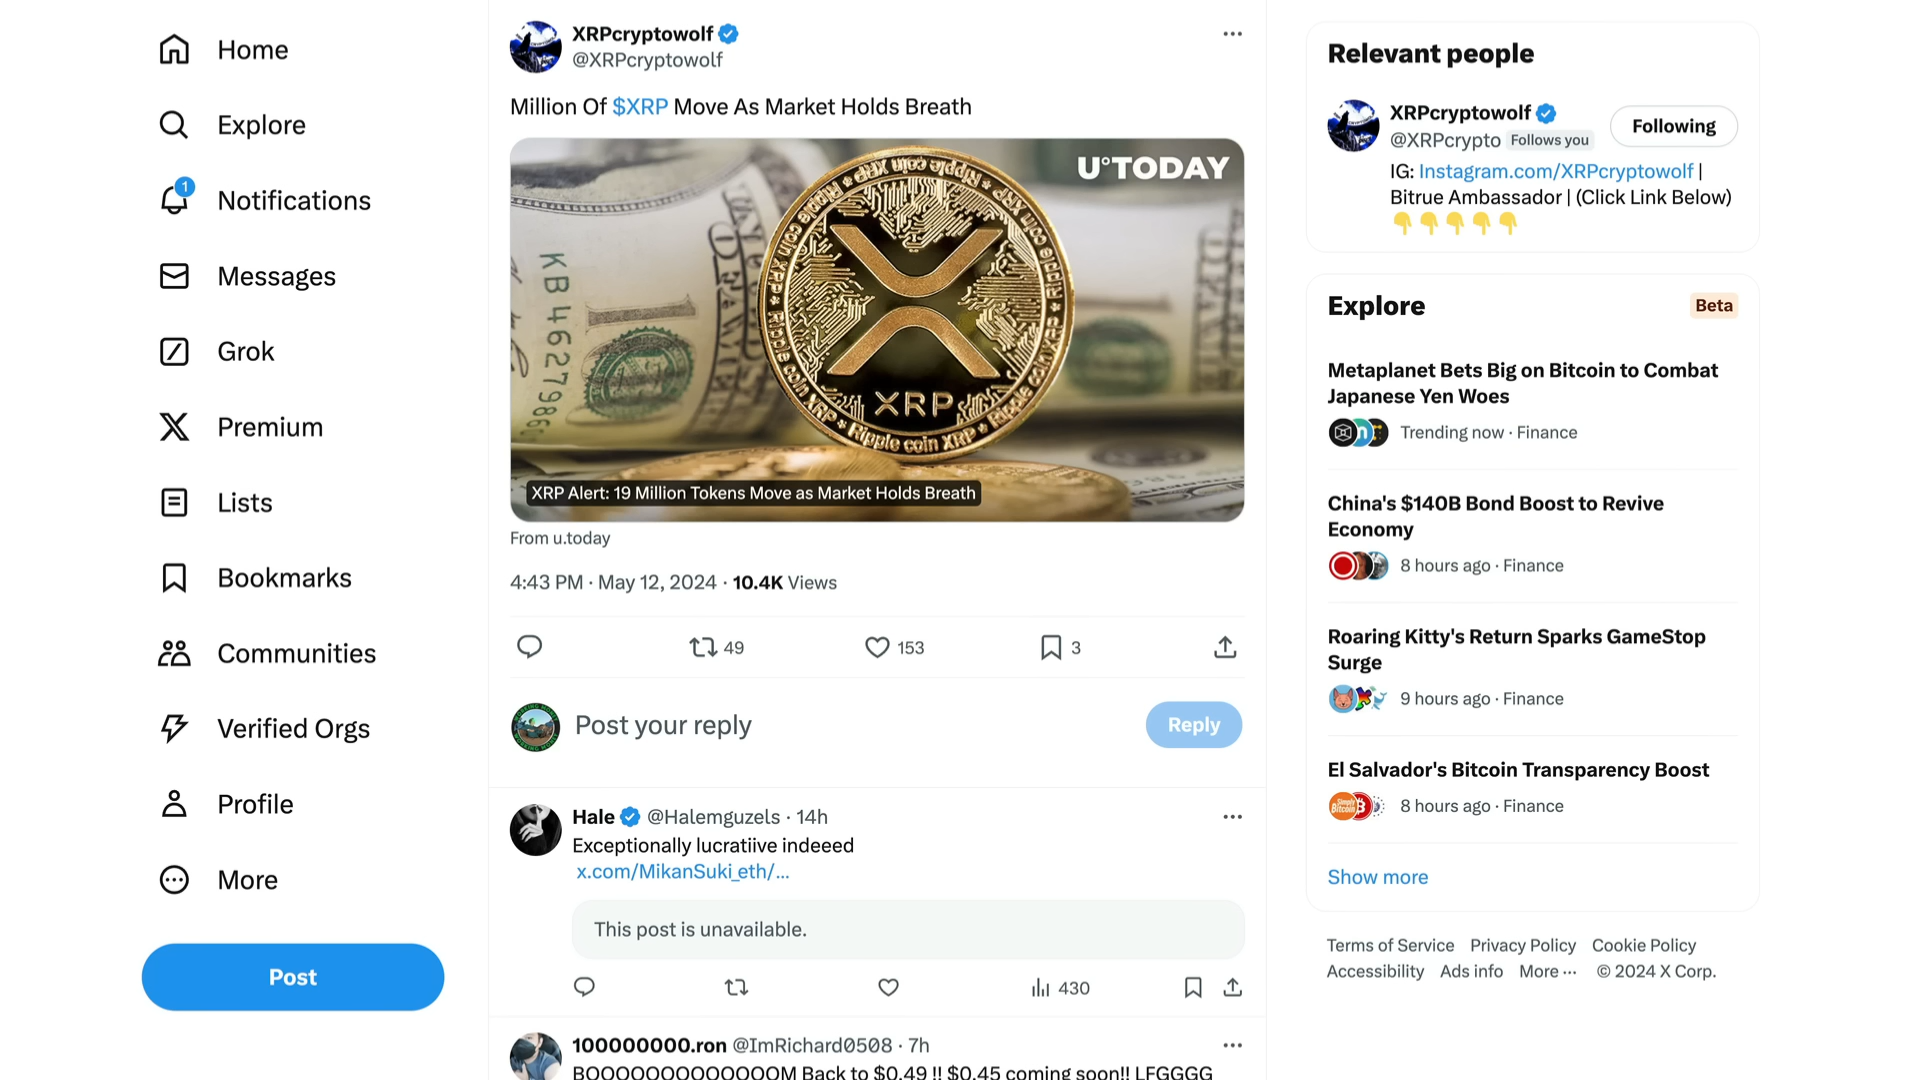 Home
Explore
1
Notifications
Messages
Grok
Premium
Lists
Bookmarks
Communities
Verified Orgs
Profile
More
Post
XRPcryptowolf
@XRPcryptowolf
Million Of $XRP Move As Market Holds Breath
U°TODAY
KB4627986
Ripple coin XRP
XRP
XRP Alert: 19 Million Tokens Move as Market Holds Breath
From u.today
4:43 PM · May 12, 2024 · 10.4K Views
49
153
3
Post your reply
Reply
Hale @Halemguzels · 14h
Exceptionally lucratiive indeeed
x.com/MikanSuki_eth/...
This post is unavailable.
430
100000000.ron @ImRichard0508 · 7h
BOOOOOOOOOOOOOM Back to $0.49 !! $0.45 coming soon!! LFGGGG
Relevant people
XRPcryptowolf
@XRPcrypto Follows you
Following
IG: Instagram.com/XRPcryptowolf |
Bitrue Ambassador | (Click Link Below)
Explore
Beta
Metaplanet Bets Big on Bitcoin to Combat
Japanese Yen Woes
Trending now · Finance
China's $140B Bond Boost to Revive
Economy
8 hours ago · Finance
Roaring Kitty's Return Sparks GameStop
Surge
9 hours ago · Finance
El Salvador's Bitcoin Transparency Boost
8 hours ago · Finance
Show more
Terms of Service Privacy Policy Cookie Policy
Accessibility Ads info More ··· © 2024 X Corp.